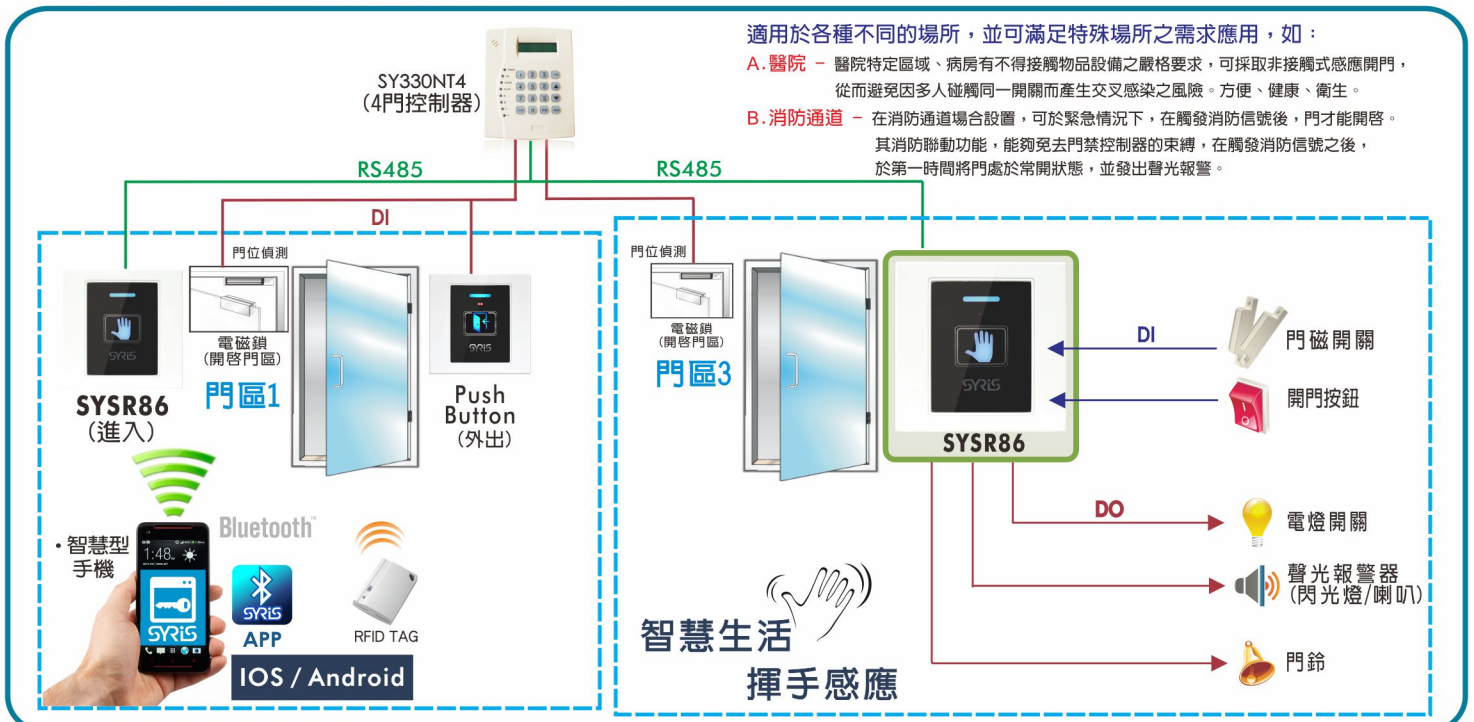 適用於各種不同的場所，並可滿足特殊場所之需求應用，如：
A.醫院 - 醫院特定區域、病房有不得接觸物品設備之嚴格要求，可採取非接觸式感應開門，
從而避免因多人碰觸同一開關而產生交叉感染之風險。方便、健康、衛生。
B.消防通道 - 在消防通道場合設置，可於緊急情況下，在觸發消防信號後，門才能開啓。
其消防聯動功能，能夠免去門禁控制器的束縛，在觸發消防信號之後，
於第一時間將門處於常開狀態，並發出聲光報警。
SY330NT4
(4門控制器)
RS485
RS485
DI
門位偵測
電磁鎖
(開啓門區)
門區1
SYRIS
SYSR86
(進入)
SYRIS
Push
Button
(外出)
・智慧型
手機
1:48
SYRIS
Bluetooth™
SYRIS
APP
IOS / Android
RFID TAG
門位偵測
電磁鎖
(開啓門區)
門區3
SYRIS
SYSR86
DI
門磁開關
開門按鈕
DO
電燈開關
聲光報警器
(閃光燈/喇叭)
門鈴
智慧生活
揮手感應